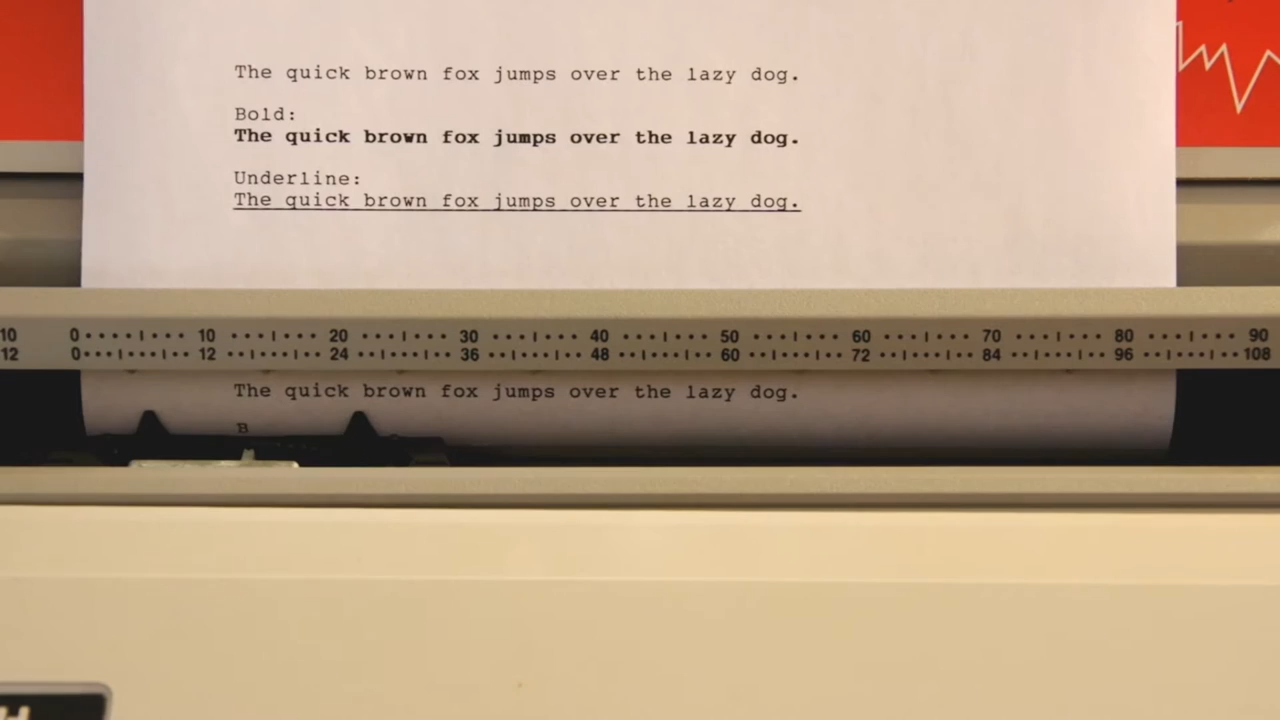 The quick brown fox jumps over the lazy dog.
Bold:
The quick brown fox jumps over the lazy dog.
Underline:
The quick brown fox jumps over the lazy dog.
10 0 10 20 30 40 50 60 70 80 90
12 0 12 24 36 48 60 72 84 96 108
The quick brown fox jumps over the lazy dog.
B